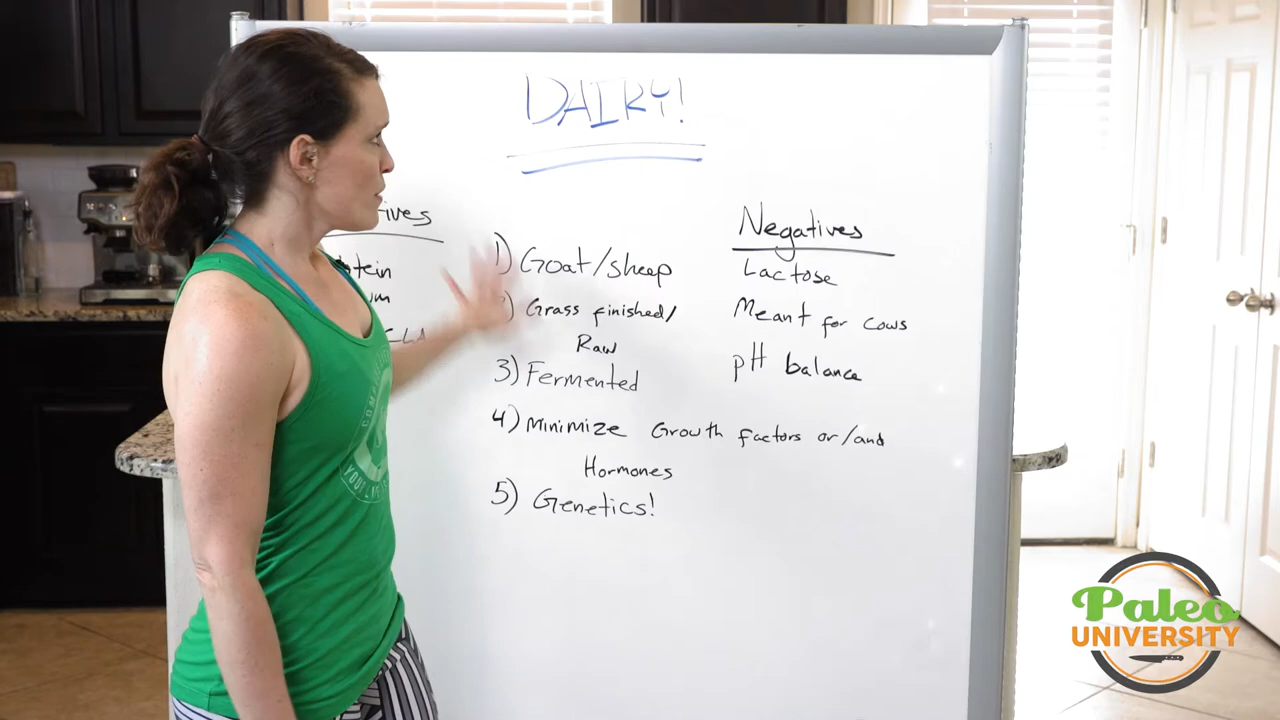 DAIRY!
1) Goat/sheep
Grass finished/
Raw
3) Fermented
4) Minimize Growth factors or/and
Hormones
5) Genetics!
Negatives
Lactose
Meant for cows
pH balance
Paleo
UNIVERSITY